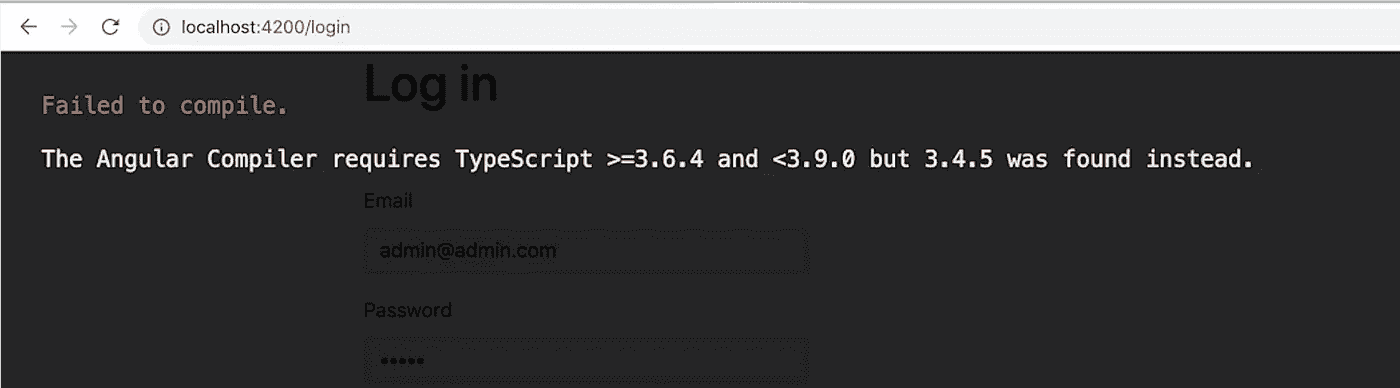 localhost:4200/login
Log in
Failed to compile.
The Angular Compiler requires TypeScript >=3.6.4 and <3.9.0 but 3.4.5 was found instead.
Email
admin@admin.com
Password
•••••